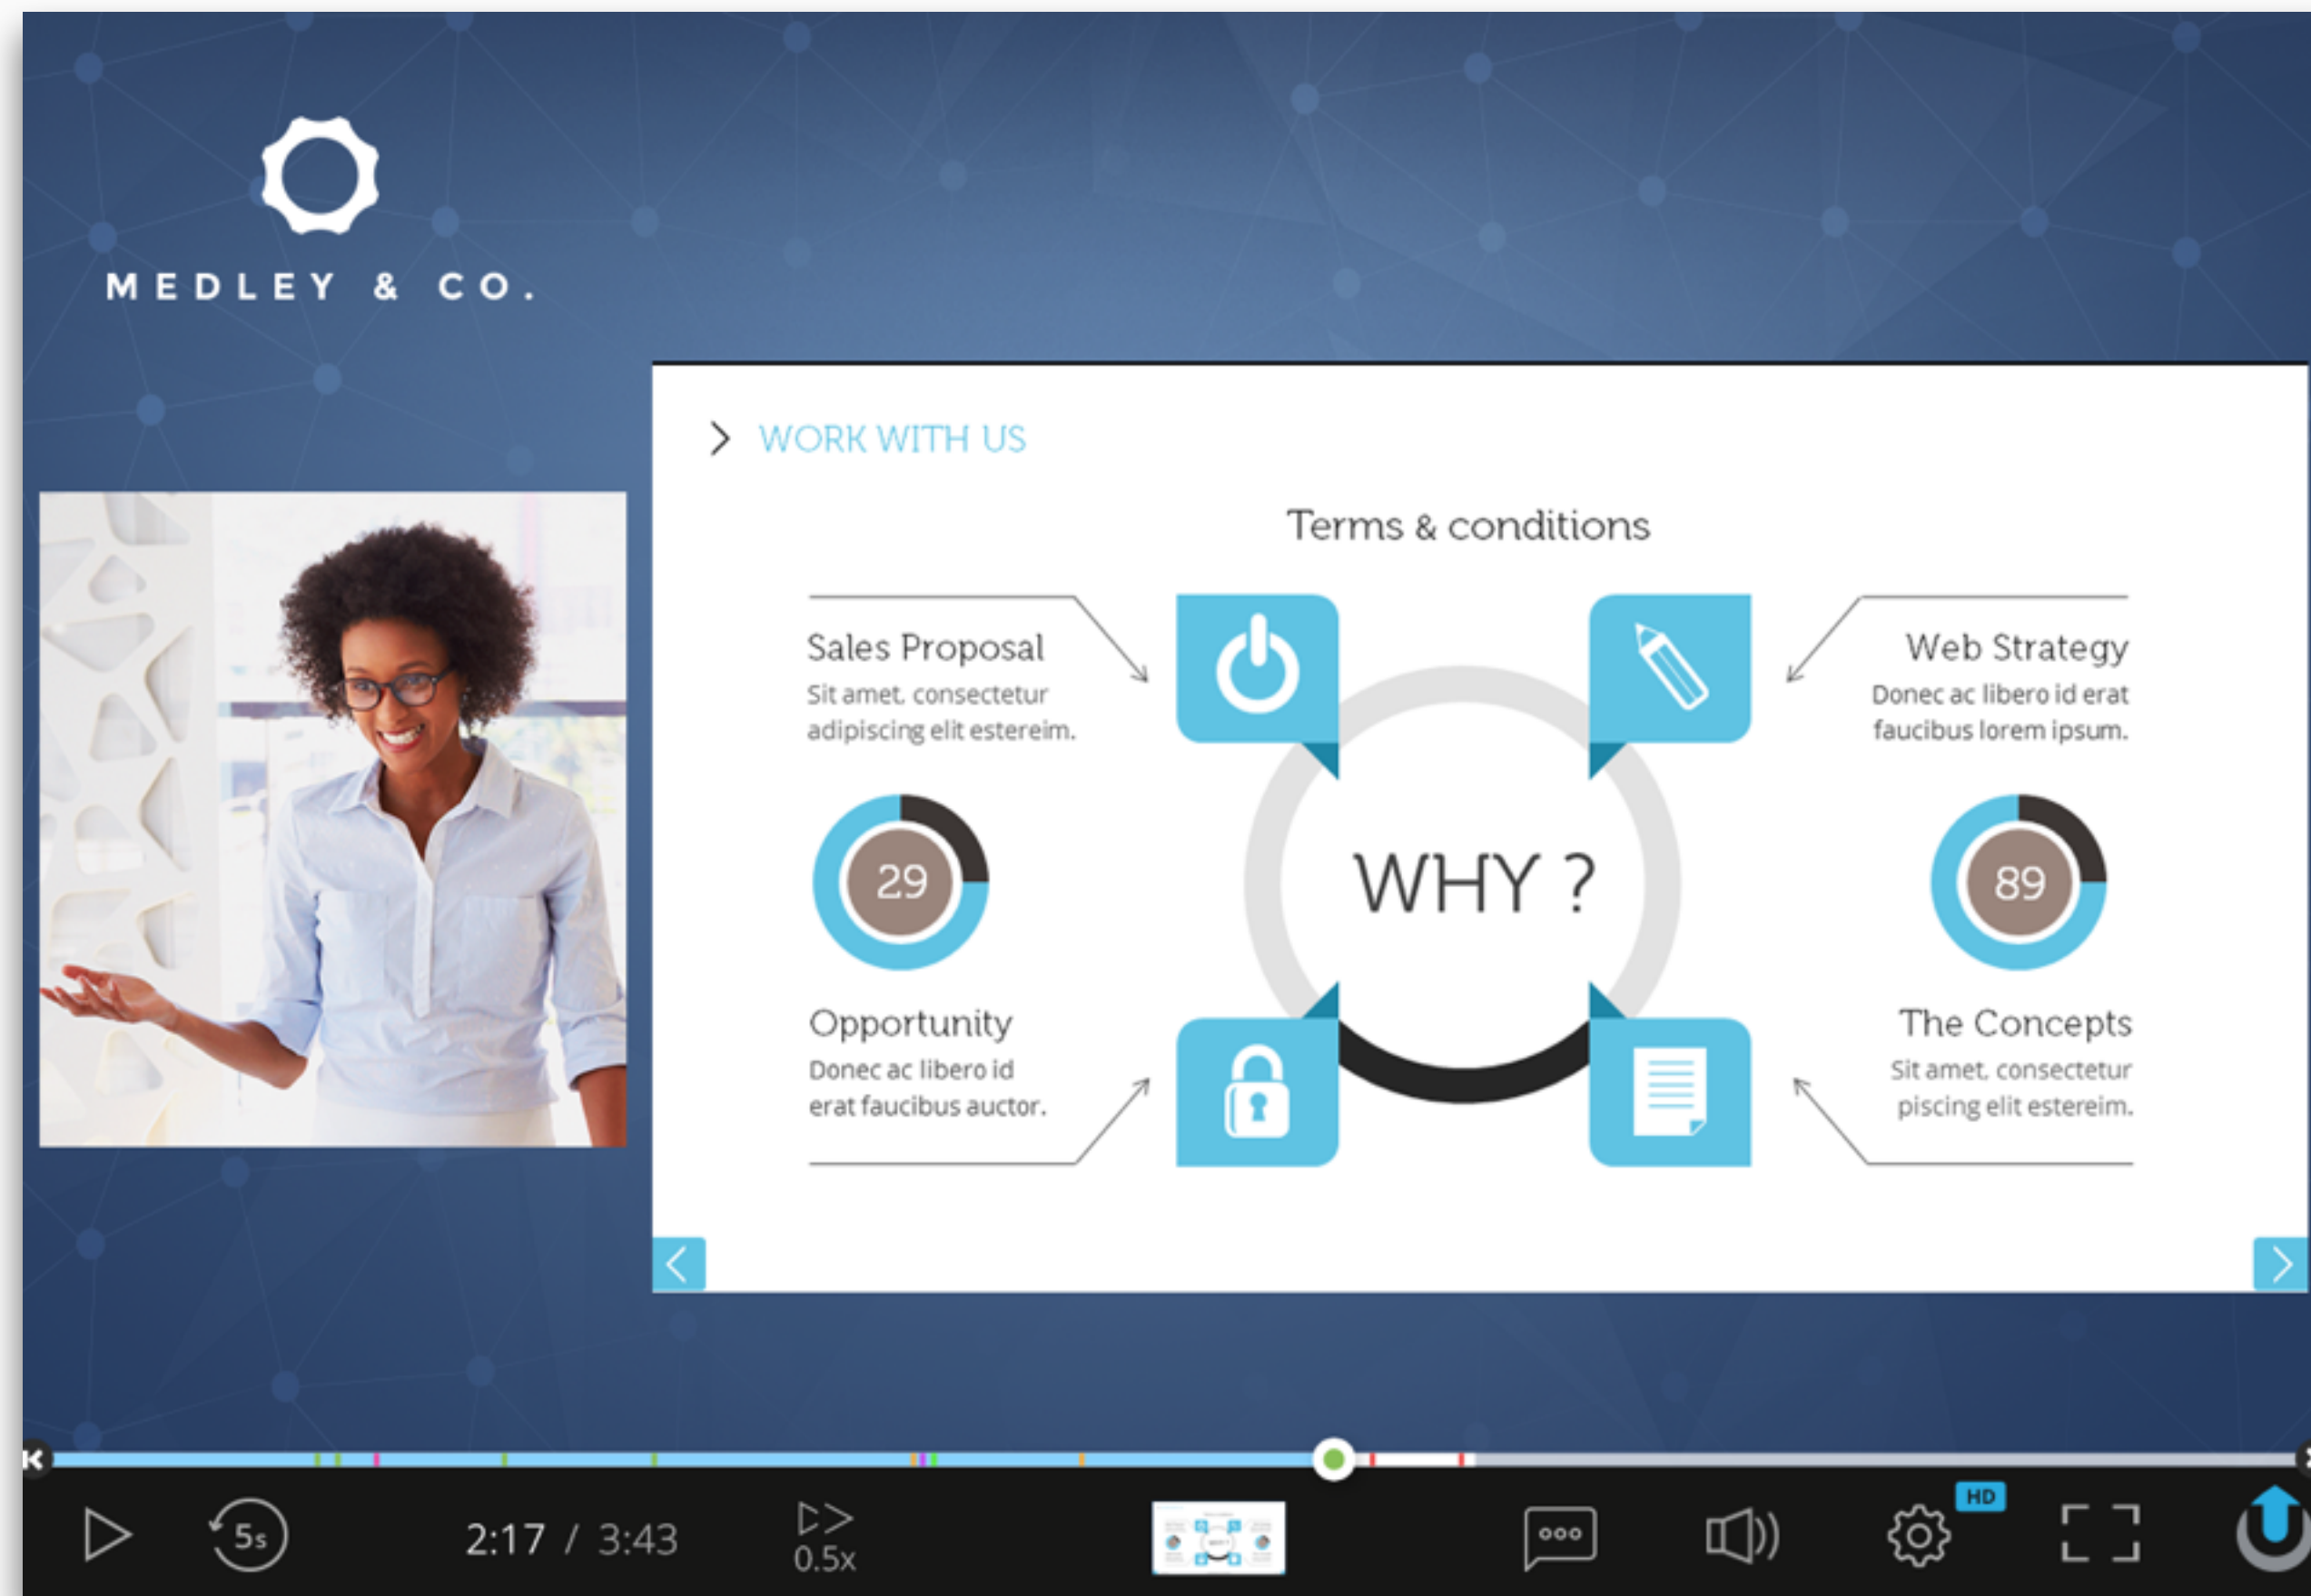 MEDLEY & CO.
WORK WITH US
Terms & conditions
Sales Proposal
Sit amet, consectetur
adipiscing elit estereim.
Web Strategy
Donec ac libero id erat
faucibus lorem ipsum.
29
WHY ?
89
Opportunity
Donec ac libero id
erat faucibus auctor.
The Concepts
Sit amet, consectetur
piscing elit estereim.
5s
2:17 / 3:43
0.5x
HD